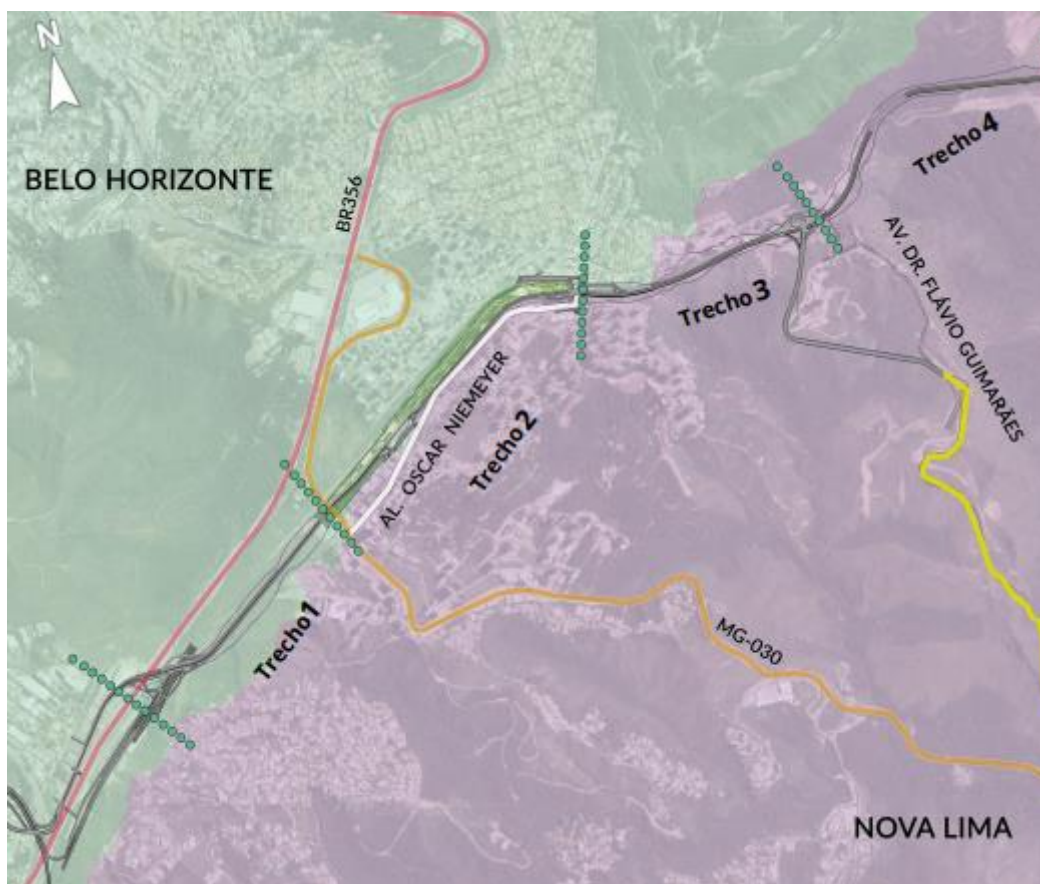 N
BELO HORIZONTE
BR356
Trecho 4
AV. DR. FLÁVIO GUIMARÃES
Trecho 3
AL. OSCAR NIEMEYER
Trecho 2
Trecho 1
MG-030
NOVA LIMA